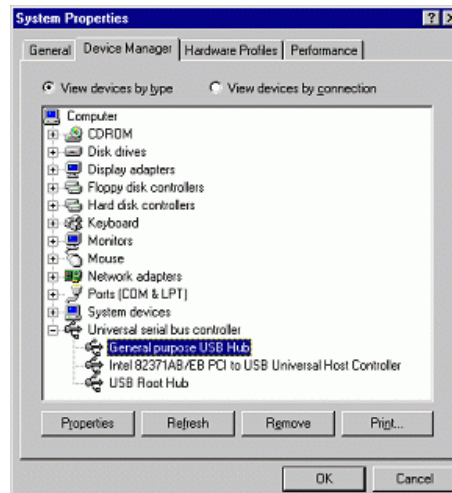 System Properties
General Device Manager Hardware Profiles Performance
View devices by type View devices by connection
Computer
CDROM
Disk drives
Display adapters
Floppy disk controllers
Hard disk controllers
Keyboard
Monitors
Mouse
Network adapters
Ports (COM & LPT)
System devices
Universal serial bus controller
General purpose USB Hub
Intel 82371AB/EB PCI to USB Universal Host Controller
USB Root Hub
Properties Refresh Remove Print...
OK Cancel